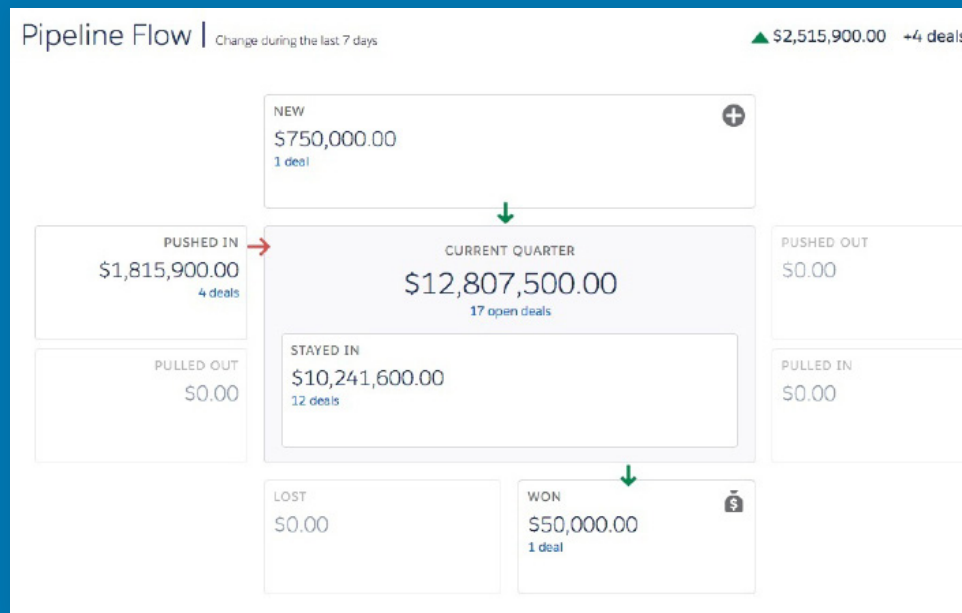 Pipeline Flow | Change during the last 7 days
$2,515,900.00 +4 deals
NEW
$750,000.00
1 deal
PUSHED IN
$1,815,900.00
4 deals
CURRENT QUARTER
$12,807,500.00
17 open deals
PUSHED OUT
$0.00
STAYED IN
$10,241,600.00
12 deals
PULLED OUT
$0.00
PULLED IN
$0.00
LOST
$0.00
WON
$50,000.00
1 deal